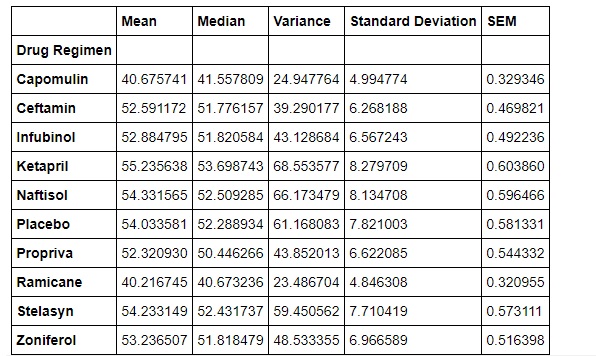 Mean Median Variance Standard Deviation SEM
Drug Regimen
Capomulin 40.675741 41.557809 24.947764 4.994774 0.329346
Ceftamin 52.591172 51.776157 39.290177 6.268188 0.469821
Infubinol 52.884795 51.820584 43.128684 6.567243 0.492236
Ketapril 55.235638 53.698743 68.553577 8.279709 0.603860
Naftisol 54.331565 52.509285 66.173479 8.134708 0.596466
Placebo 54.033581 52.288934 61.168083 7.821003 0.581331
Propriva 52.320930 50.446266 43.852013 6.622085 0.544332
Ramicane 40.216745 40.673236 23.486704 4.846308 0.320955
Stelasyn 54.233149 52.431737 59.450562 7.710419 0.573111
Zoniferol 53.236507 51.818479 48.533355 6.966589 0.516398